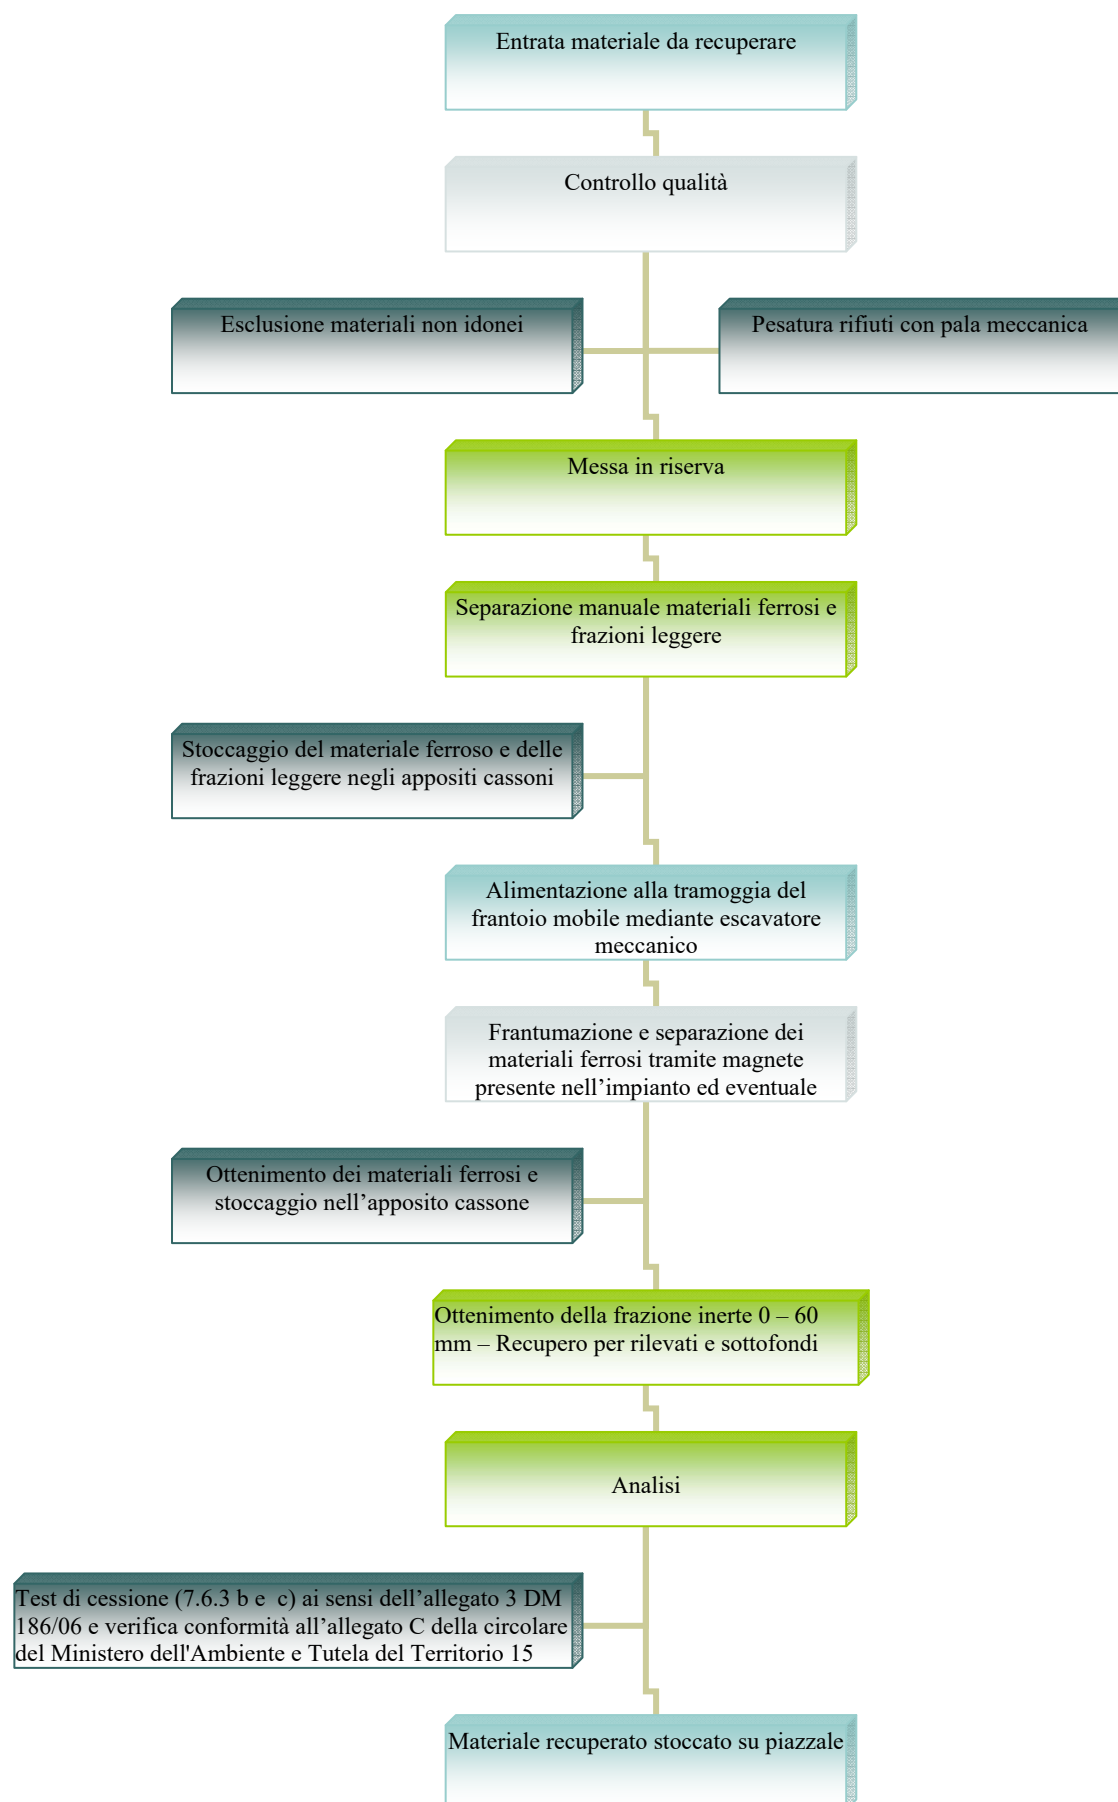 Entrata materiale da recuperare
Controllo qualità
Esclusione materiali non idonei
Pesatura rifiuti con pala meccanica
Messa in riserva
Separazione manuale materiali ferrosi e
frazioni leggere
Stoccaggio del materiale ferroso e delle
frazioni leggere negli appositi cassoni
Alimentazione alla tramoggia del
frantoio mobile mediante escavatore
meccanico
Frantumazione e separazione dei
materiali ferrosi tramite magnete
presente nell’impianto ed eventuale
Ottenimento dei materiali ferrosi e
stoccaggio nell’apposito cassone
Ottenimento della frazione inerte 0 – 60
mm – Recupero per rilevati e sottofondi
Analisi
Test di cessione (7.6.3 b e  c) ai sensi dell’allegato 3 DM
186/06 e verifica conformità all’allegato C della circolare
del Ministero dell'Ambiente e Tutela del Territorio 15
Materiale recuperato stoccato su piazzale